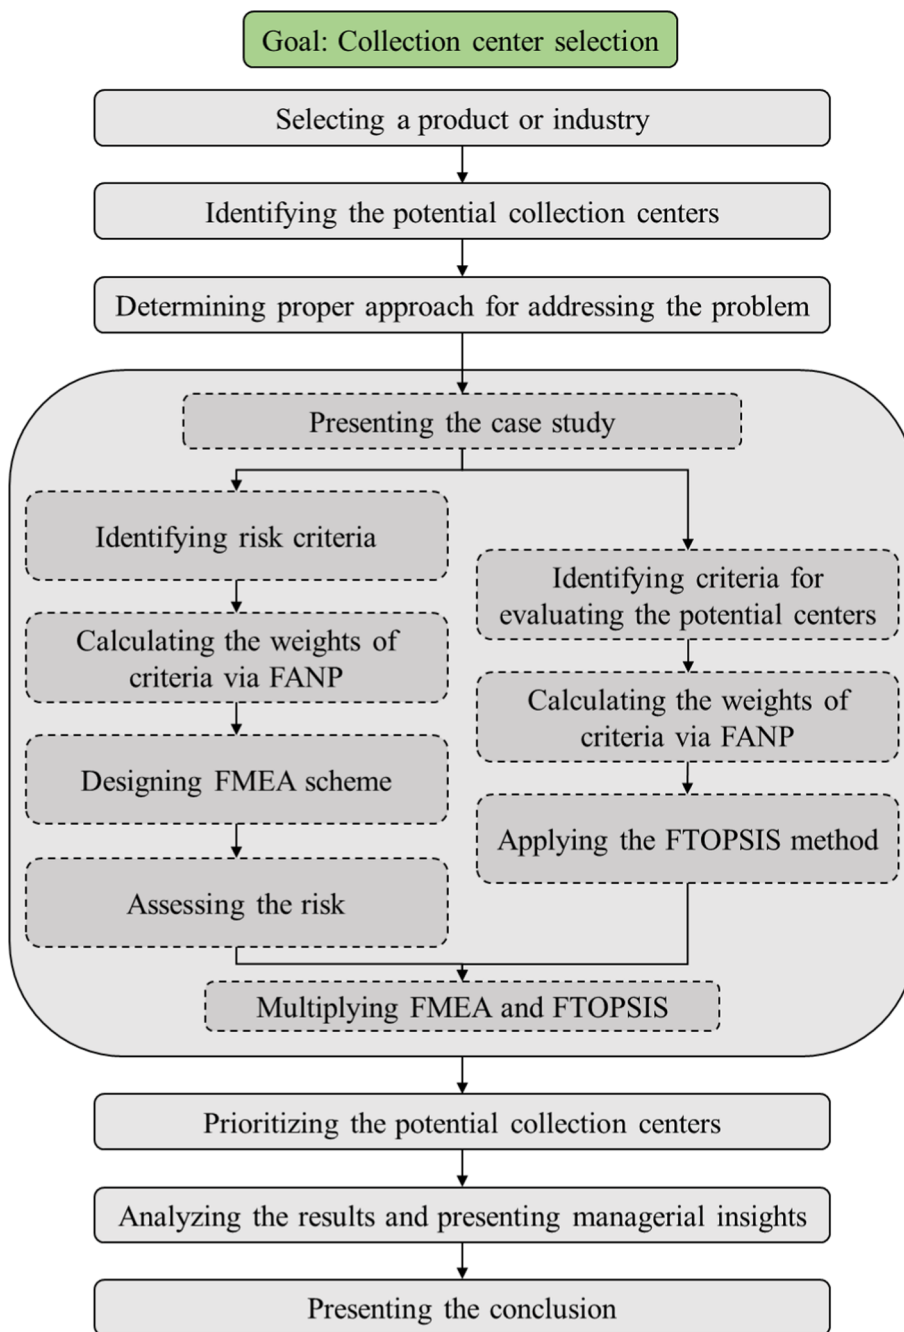 Goal: Collection center selection
Selecting a product or industry
Identifying the potential collection centers
Determining proper approach for addressing the problem
Presenting the case study
Identifying risk criteria
Calculating the weights of
criteria via FANP
Designing FMEA scheme
Assessing the risk
Identifying criteria for
evaluating the potential centers
Calculating the weights of
criteria via FANP
Applying the FTOPSIS method
Multiplying FMEA and FTOPSIS
Prioritizing the potential collection centers
Analyzing the results and presenting managerial insights
Presenting the conclusion